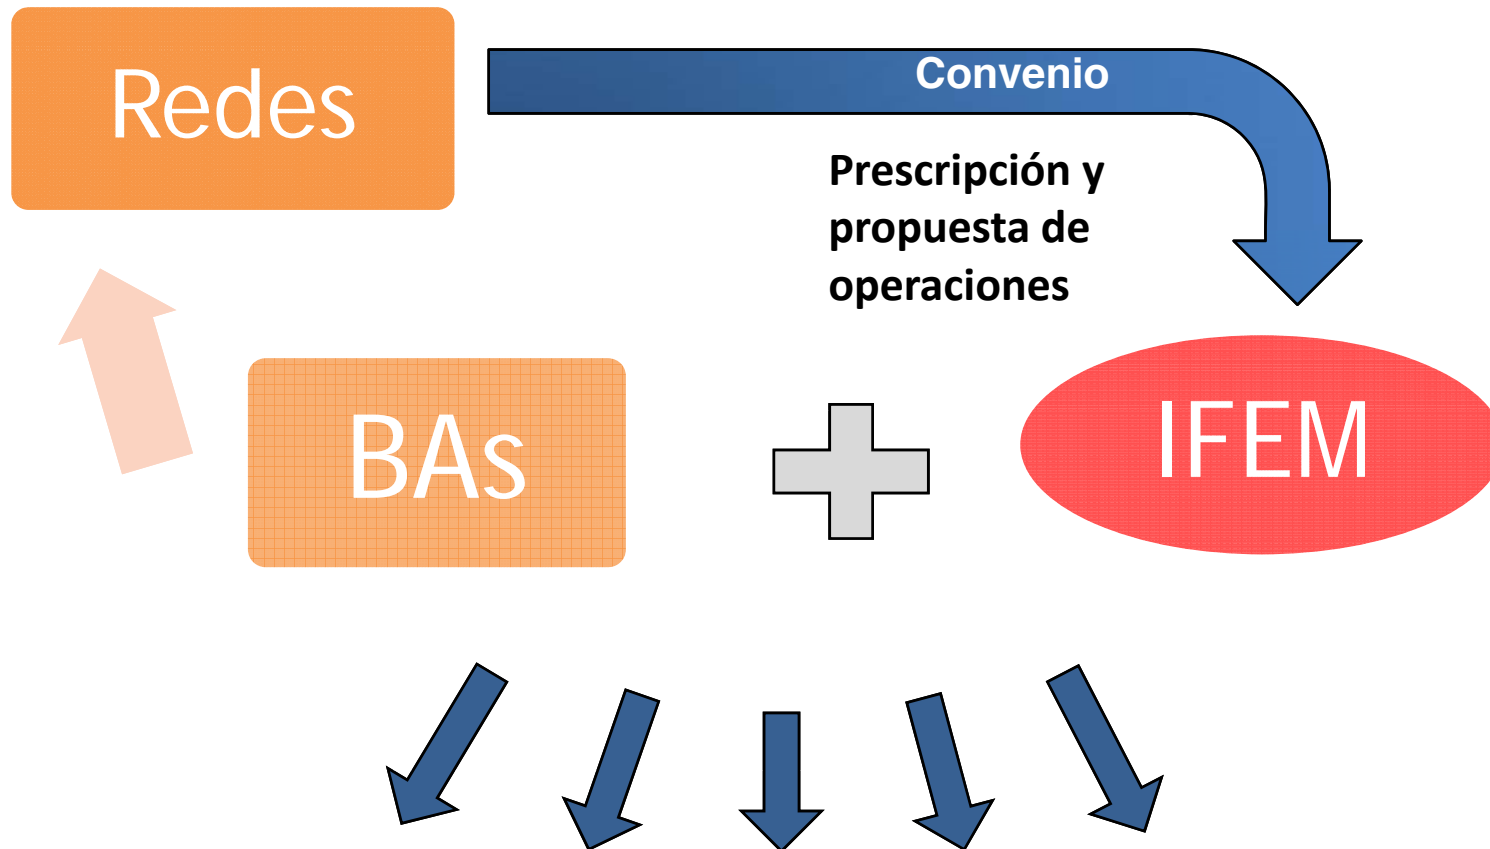 Redes
Convenio
Prescripción y
propuesta de
operaciones
BAs
IFEM